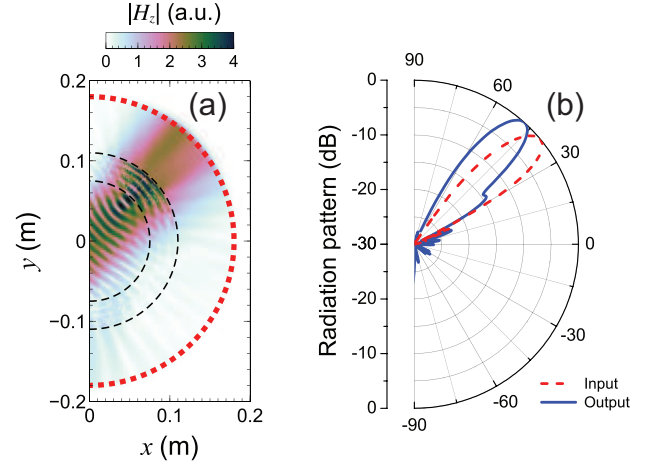 |H_z| (a.u.)
0 1 2 3 4
(a)
0.2
0.1
0
−0.1
−0.2
y (m)
0 0.1 0.2
x (m)
(b)
Radiation pattern (dB)
0
-10
-20
-30
-20
-10
0
90
60
30
0
-30
-60
-90
Input
Output